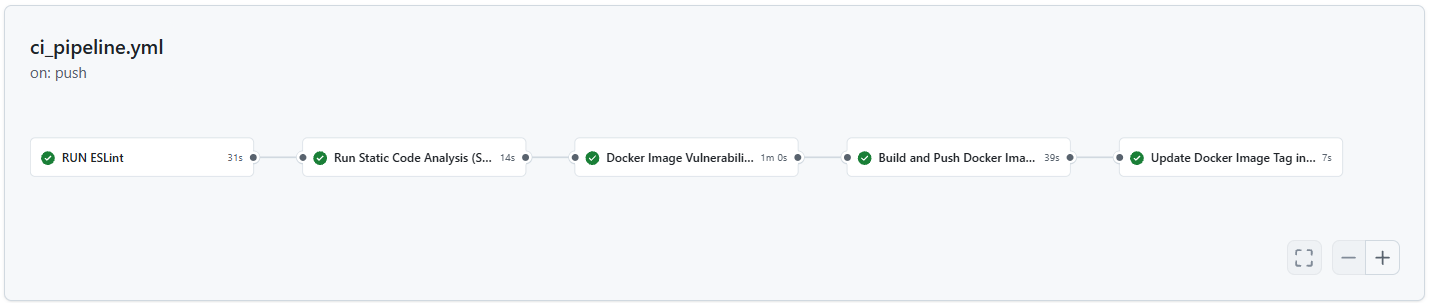 ci_pipeline.yml
on: push
RUN ESLint 31s
Run Static Code Analysis (S... 14s
Docker Image Vulnerabili... 1m 0s
Build and Push Docker Ima... 39s
Update Docker Image Tag in... 7s